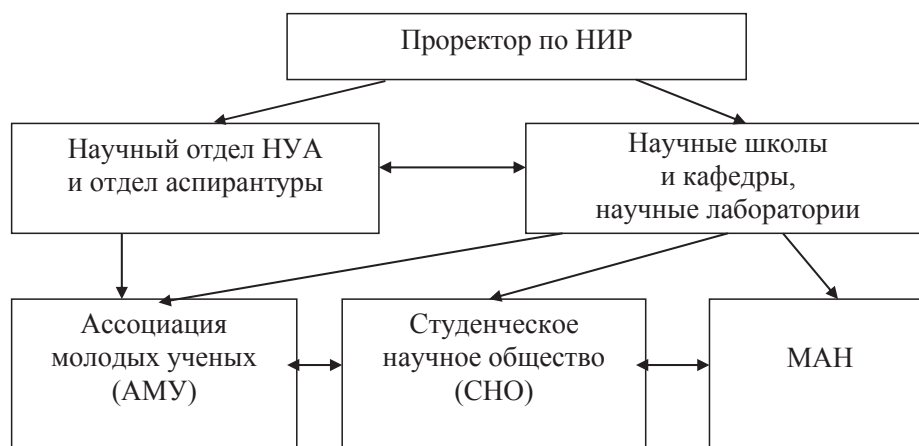 Проректор по НИР
Научный отдел НУА
и отдел аспирантуры
Научные школы
и кафедры,
научные лаборатории
Ассоциация
молодых ученых
(АМУ)
Студенческое
научное общество
(СНО)
МАН